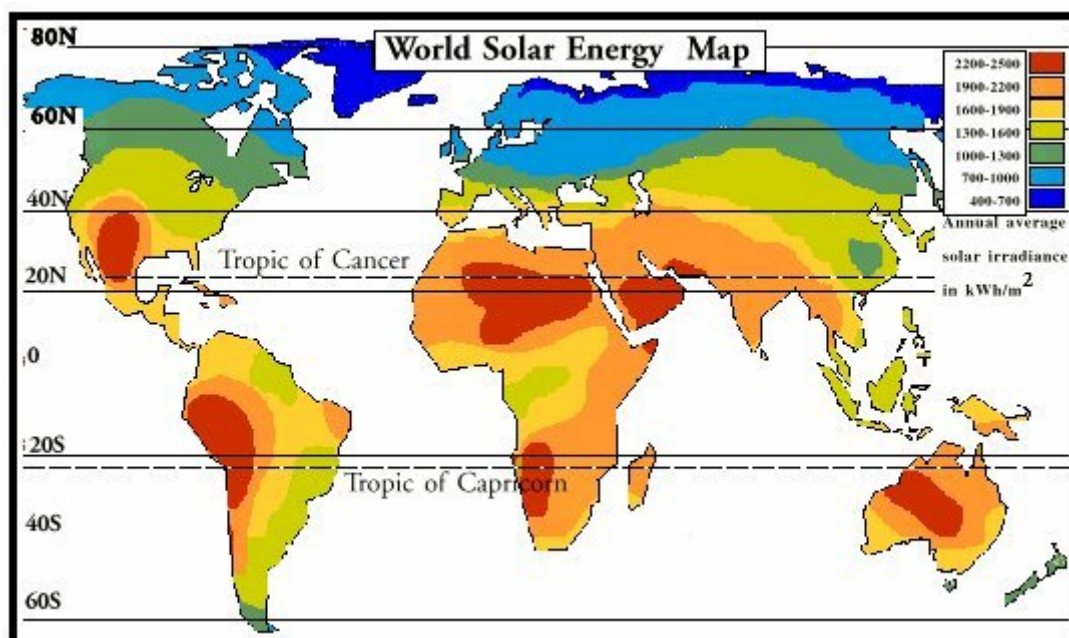 World Solar Energy Map
80N
60N
40N
20N
0
20S
40S
60S
Tropic of Cancer
Tropic of Capricorn
2200-2500
1900-2200
1600-1900
1300-1600
1000-1300
700-1000
400-700
Annual average
solar irradiance
in kWh/m²